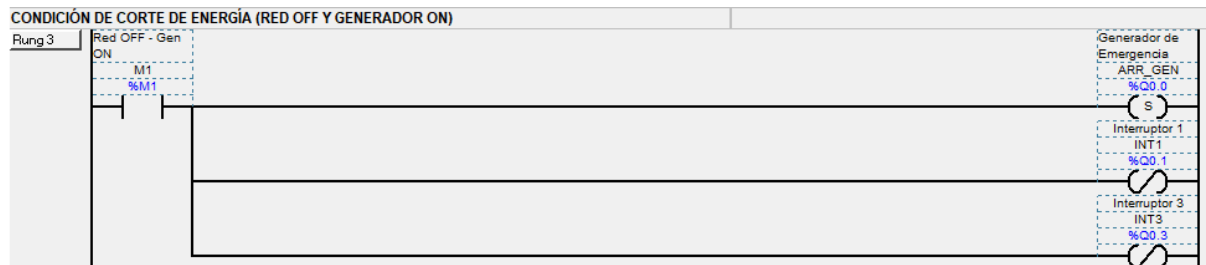 CONDICIÓN DE CORTE DE ENERGÍA (RED OFF Y GENERADOR ON)
Rung 3
Red OFF - Gen
ON
M1
%M1
Generador de
Emergencia
ARR_GEN
%Q0.0
S
Interruptor 1
INT1
%Q0.1
Interruptor 3
INT3
%Q0.3